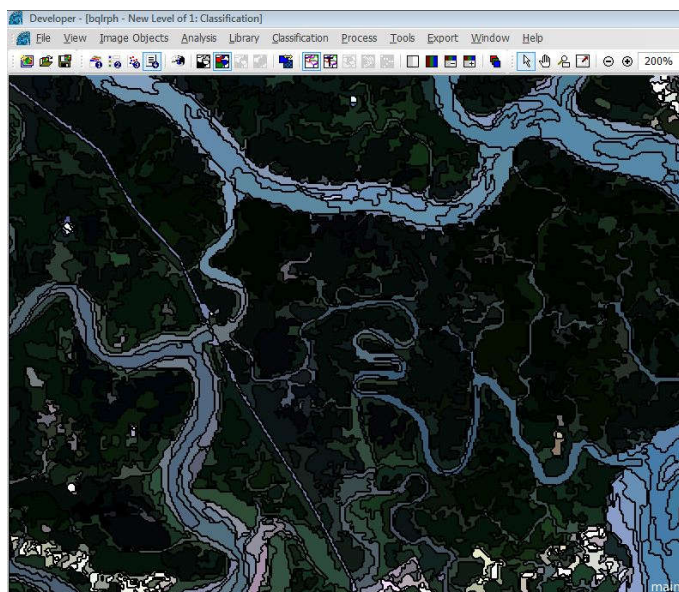 Developer - [bqlrph - New Level of 1: Classification]
File View Image Objects Analysis Library Classification Process Tools Export Window Help
200%
main